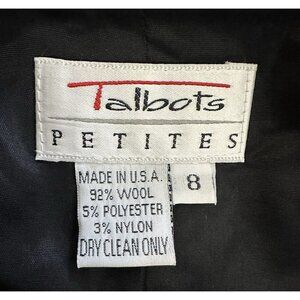 Talbots
PETITES
MADE IN U.S.A.
92% WOOL
5% POLYESTER
3% NYLON
DRY CLEAN ONLY
8